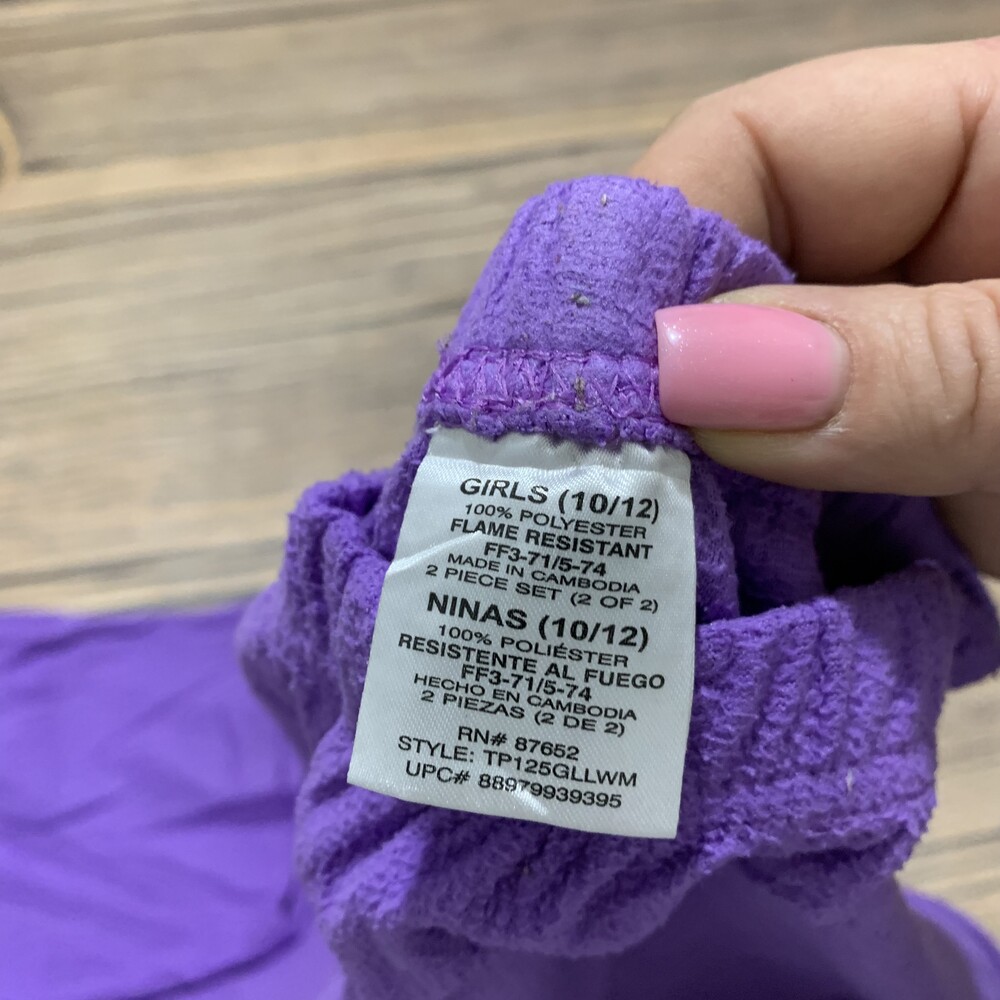 GIRLS (10/12)
100% POLYESTER
FLAME RESISTANT
FF3-71/5-74
MADE IN CAMBODIA
2 PIECE SET (2 OF 2)
NINAS (10/12)
100% POLIÉSTER
RESISTENTE AL FUEGO
FF3-71/5-74
HECHO EN CAMBODIA
2 PIEZAS (2 DE 2)
RN# 87652
STYLE: TP125GLLWM
UPC# 88979939395